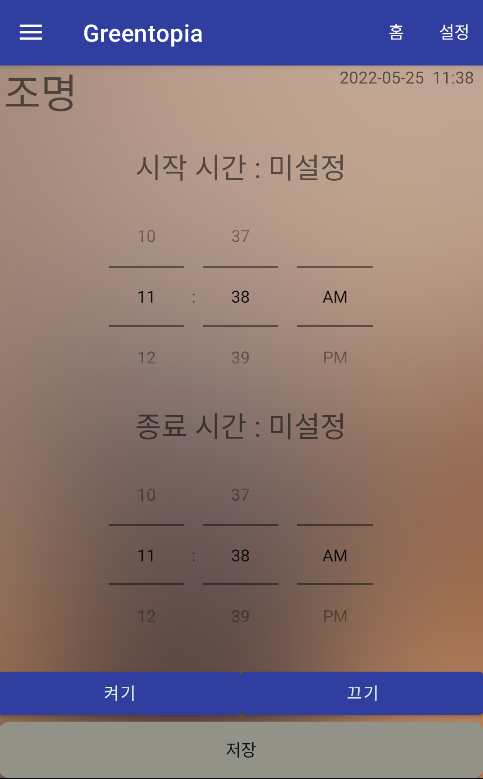 Greentopia 홈 설정
조명 2022-05-25 11:38
시작 시간 : 미설정
10 37
11 : 38 AM
12 39 PM
종료 시간 : 미설정
10 37
11 : 38 AM
12 39 PM
켜기 끄기
저장